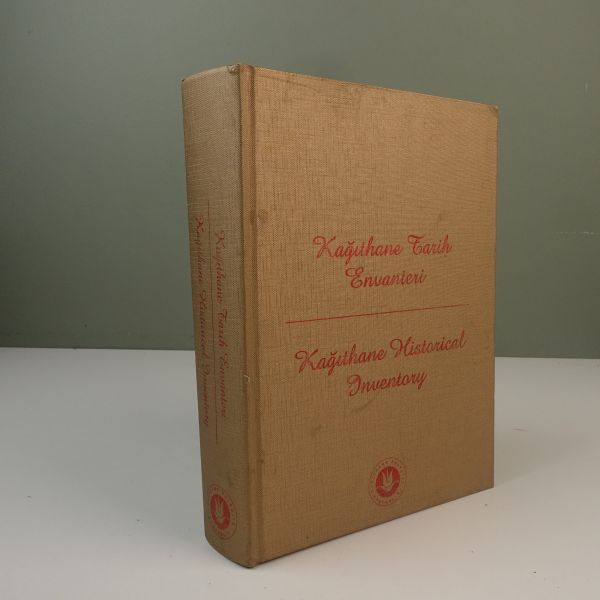 Kağıthane Tarih
Envanteri
Kağıthane Historical
Inventory
Kağıthane Tarih Envanteri
Kağıthane Historical Inventory